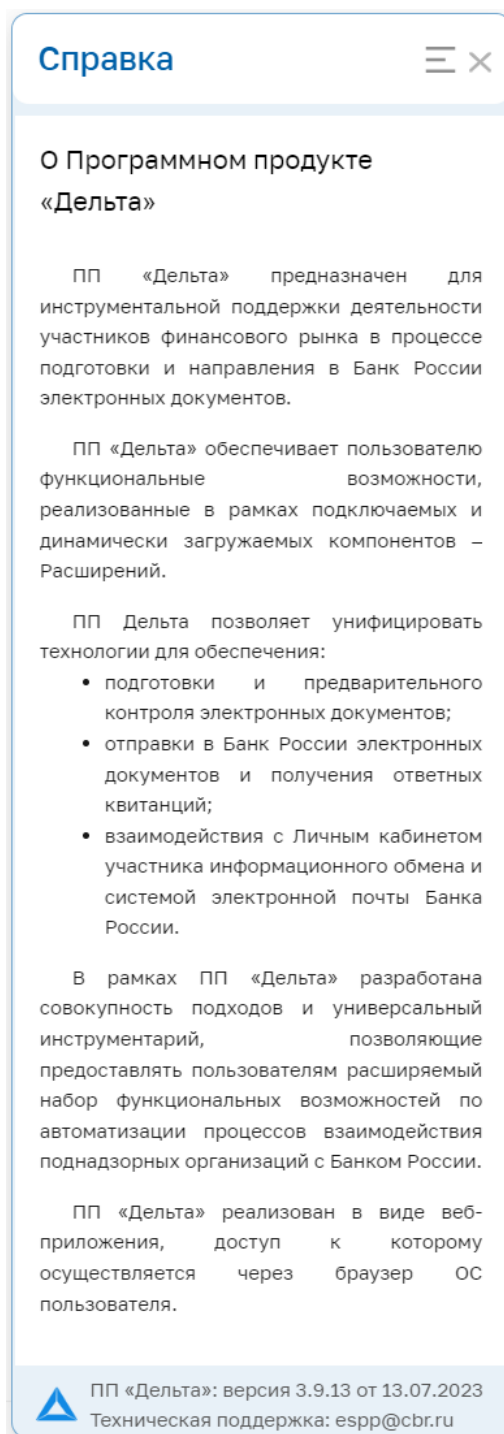 Справка
О Программном продукте
«Дельта»
ПП «Дельта» предназначен для
инструментальной поддержки деятельности
участников финансового рынка в процессе
подготовки и направления в Банк России
электронных документов.
ПП «Дельта» обеспечивает пользователю
функциональные возможности,
реализованные в рамках подключаемых и
динамически загружаемых компонентов –
Расширений.
ПП Дельта позволяет унифицировать
технологии для обеспечения:
• подготовки и предварительного
контроля электронных документов;
• отправки в Банк России электронных
документов и получения ответных
квитанций;
• взаимодействия с Личным кабинетом
участника информационного обмена и
системой электронной почты Банка
России.
В рамках ПП «Дельта» разработана
совокупность подходов и универсальный
инструментарий, позволяющие
предоставлять пользователям расширяемый
набор функциональных возможностей по
автоматизации процессов взаимодействия
поднадзорных организаций с Банком России.
ПП «Дельта» реализован в виде веб-
приложения, доступ к которому
осуществляется через браузер ОС
пользователя.
ПП «Дельта»: версия 3.9.13 от 13.07.2023
Техническая поддержка: espp@cbr.ru